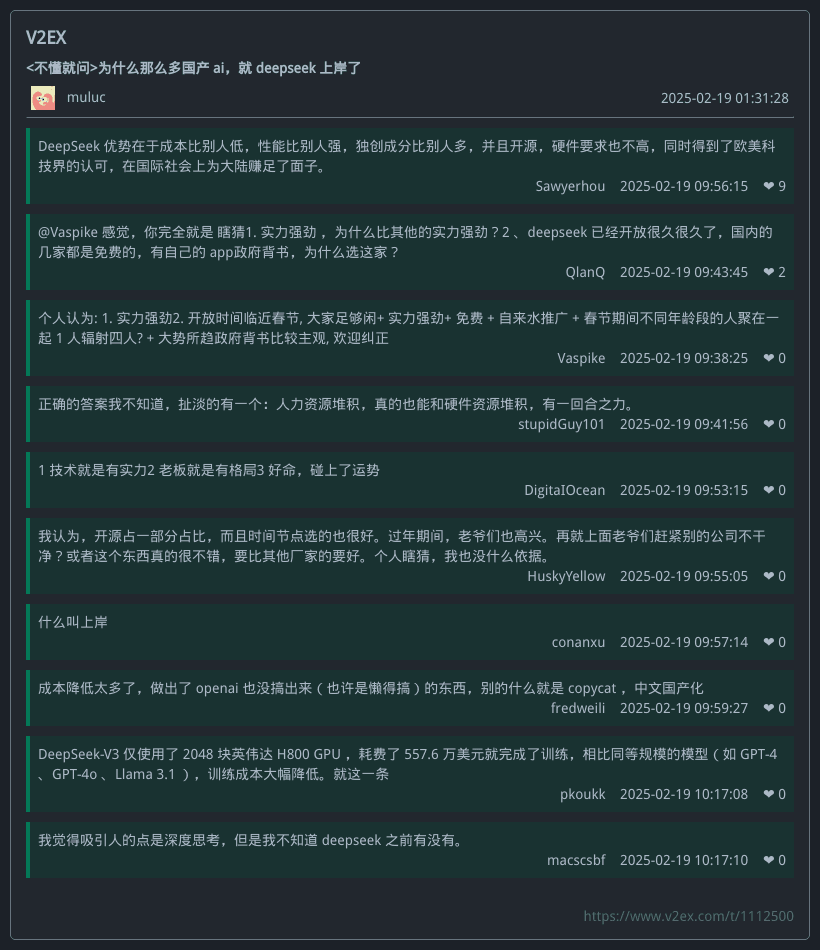 V2EX
<不懂就问>为什么那么多国产 ai，就 deepseek 上岸了
muluc 2025-02-19 01:31:28
DeepSeek 优势在于成本比别人低，性能比别人强，独创成分比别人多，并且开源，硬件要求也不高，同时得到了欧美科
技界的认可，在国际社会上为大陆赚足了面子。
Sawyerhou 2025-02-19 09:56:15 ❤ 9
@Vaspike 感觉，你完全就是 瞎猜1. 实力强劲 ，为什么比其他的实力强劲？2 、deepseek 已经开放很久很久了，国内的
几家都是免费的，有自己的 app政府背书，为什么选这家？
QlanQ 2025-02-19 09:43:45 ❤ 2
个人认为: 1. 实力强劲2. 开放时间临近春节, 大家足够闲+ 实力强劲+ 免费 + 自来水推广 + 春节期间不同年龄段的人聚在一
起 1 人辐射四人? + 大势所趋政府背书比较主观, 欢迎纠正
Vaspike 2025-02-19 09:38:25 ❤ 0
正确的答案我不知道，扯淡的有一个：人力资源堆积，真的也能和硬件资源堆积，有一回合之力。
stupidGuy101 2025-02-19 09:41:56 ❤ 0
1 技术就是有实力2 老板就是有格局3 好命，碰上了运势
DigitaIOcean 2025-02-19 09:53:15 ❤ 0
我认为，开源占一部分占比，而且时间节点选的也很好。过年期间，老爷们也高兴。再就上面老爷们赶紧别的公司不干
净？或者这个东西真的很不错，要比其他厂家的要好。个人瞎猜，我也没什么依据。
HuskyYellow 2025-02-19 09:55:05 ❤ 0
什么叫上岸
conanxu 2025-02-19 09:57:14 ❤ 0
成本降低太多了，做出了 openai 也没搞出来（也许是懒得搞）的东西，别的什么就是 copycat ，中文国产化
fredweili 2025-02-19 09:59:27 ❤ 0
DeepSeek-V3 仅使用了 2048 块英伟达 H800 GPU ，耗费了 557.6 万美元就完成了训练，相比同等规模的模型（如 GPT-4
、GPT-4o 、Llama 3.1 ），训练成本大幅降低。就这一条
pkoukk 2025-02-19 10:17:08 ❤ 0
我觉得吸引人的点是深度思考，但是我不知道 deepseek 之前有没有。
macscsbf 2025-02-19 10:17:10 ❤ 0
https://www.v2ex.com/t/1112500